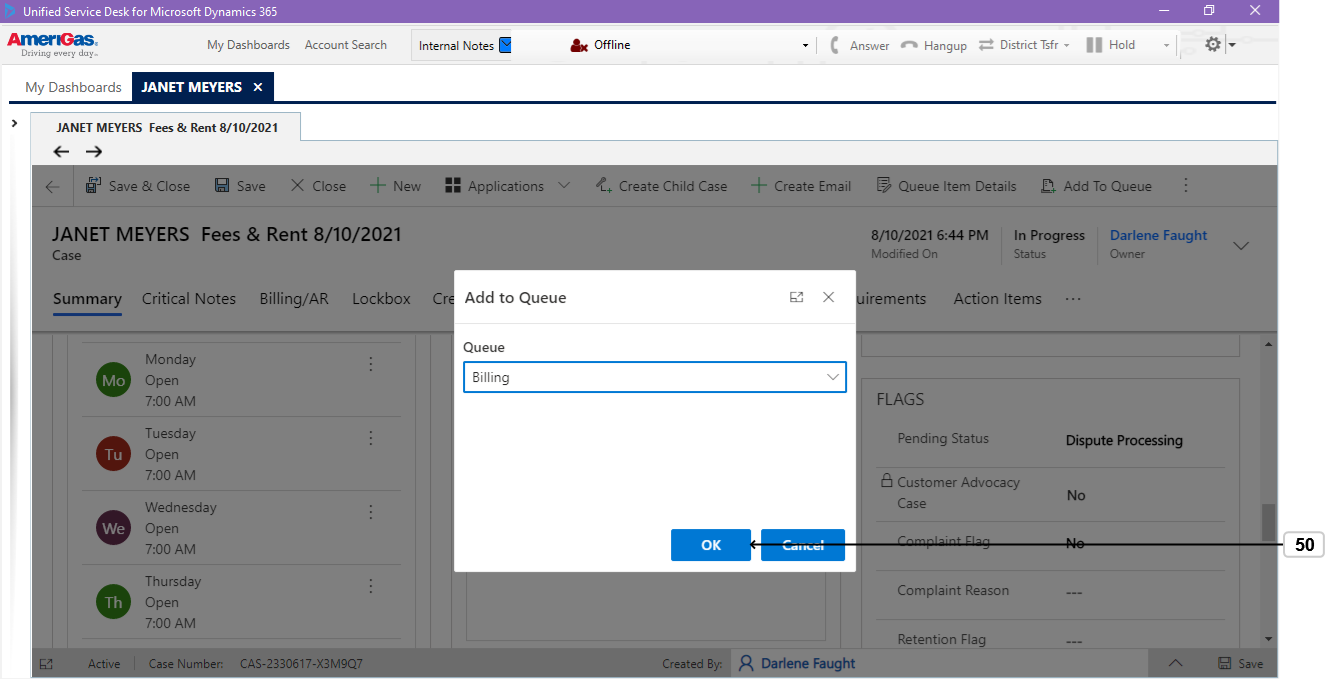 Unified Service Desk for Microsoft Dynamics 365
AmeriGas
Driving every day
My Dashboards Account Search Internal Notes Offline Answer Hangup District Tsfr Hold
My Dashboards JANET MEYERS ×
JANET MEYERS Fees & Rent 8/10/2021
Save & Close Save Close New Applications Create Child Case Create Email Queue Item Details Add To Queue
JANET MEYERS Fees & Rent 8/10/2021
Case
8/10/2021 6:44 PM
Modified On
In Progress
Status
Darlene Faught
Owner
Summary Critical Notes Billing/AR Lockbox Cre uirements Action Items ...
Add to Queue
Queue
Billing
OK Cancel
50
Mo
Monday
Open
7:00 AM
Tu
Tuesday
Open
7:00 AM
We
Wednesday
Open
7:00 AM
Th
Thursday
Open
7:00 AM
FLAGS
Pending Status Dispute Processing
Customer Advocacy
Case
No
Complaint Flag No
Complaint Reason ---
Retention Flag ---
Active Case Number: CAS-2330617-X3M9Q7 Created By: Darlene Faught Save